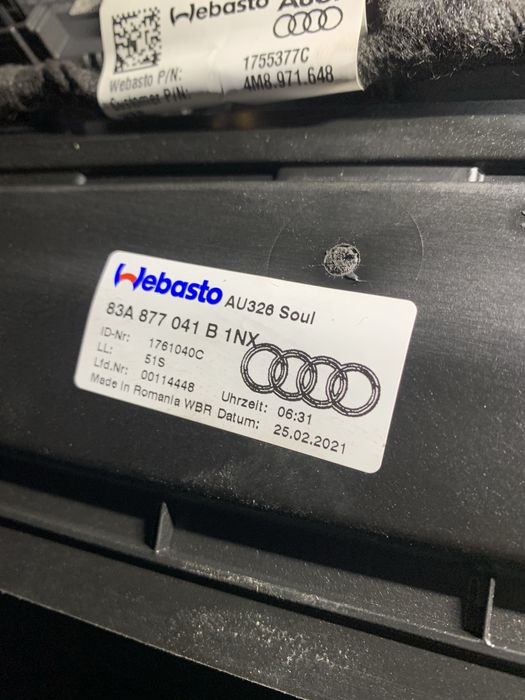 Webasto Audi
Webasto P/N: 1755377C
Customer P/N: 4M8.971.648
Webasto AU326 Soul
83A 877 041 B 1NX
ID-Nr: 1761040C
LL: 51S
Lfd.Nr: 00114448 Uhrzeit: 06:31
Made in Romania WBR Datum: 25.02.2021